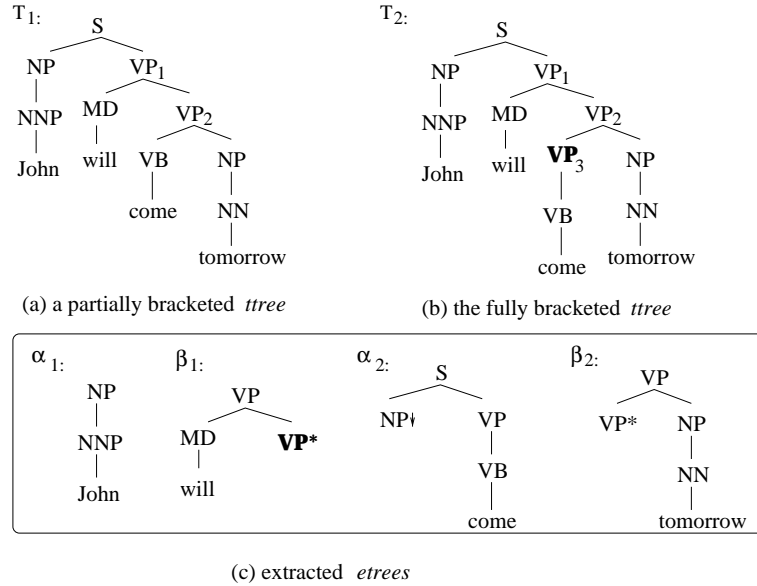 T1: T2:
S S
NP VP1 NP VP1
NNP MD VP2 NNP MD VP2
John will VB NP John will VP3 NP
come NN VB NN
tomorrow come tomorrow
(a) a partially bracketed ttree (b) the fully bracketed ttree
α1: β1: α2: β2:
NP VP S VP
NNP MD VP* NP↓ VP VP* NP
John will VB NN
come tomorrow
(c) extracted etrees